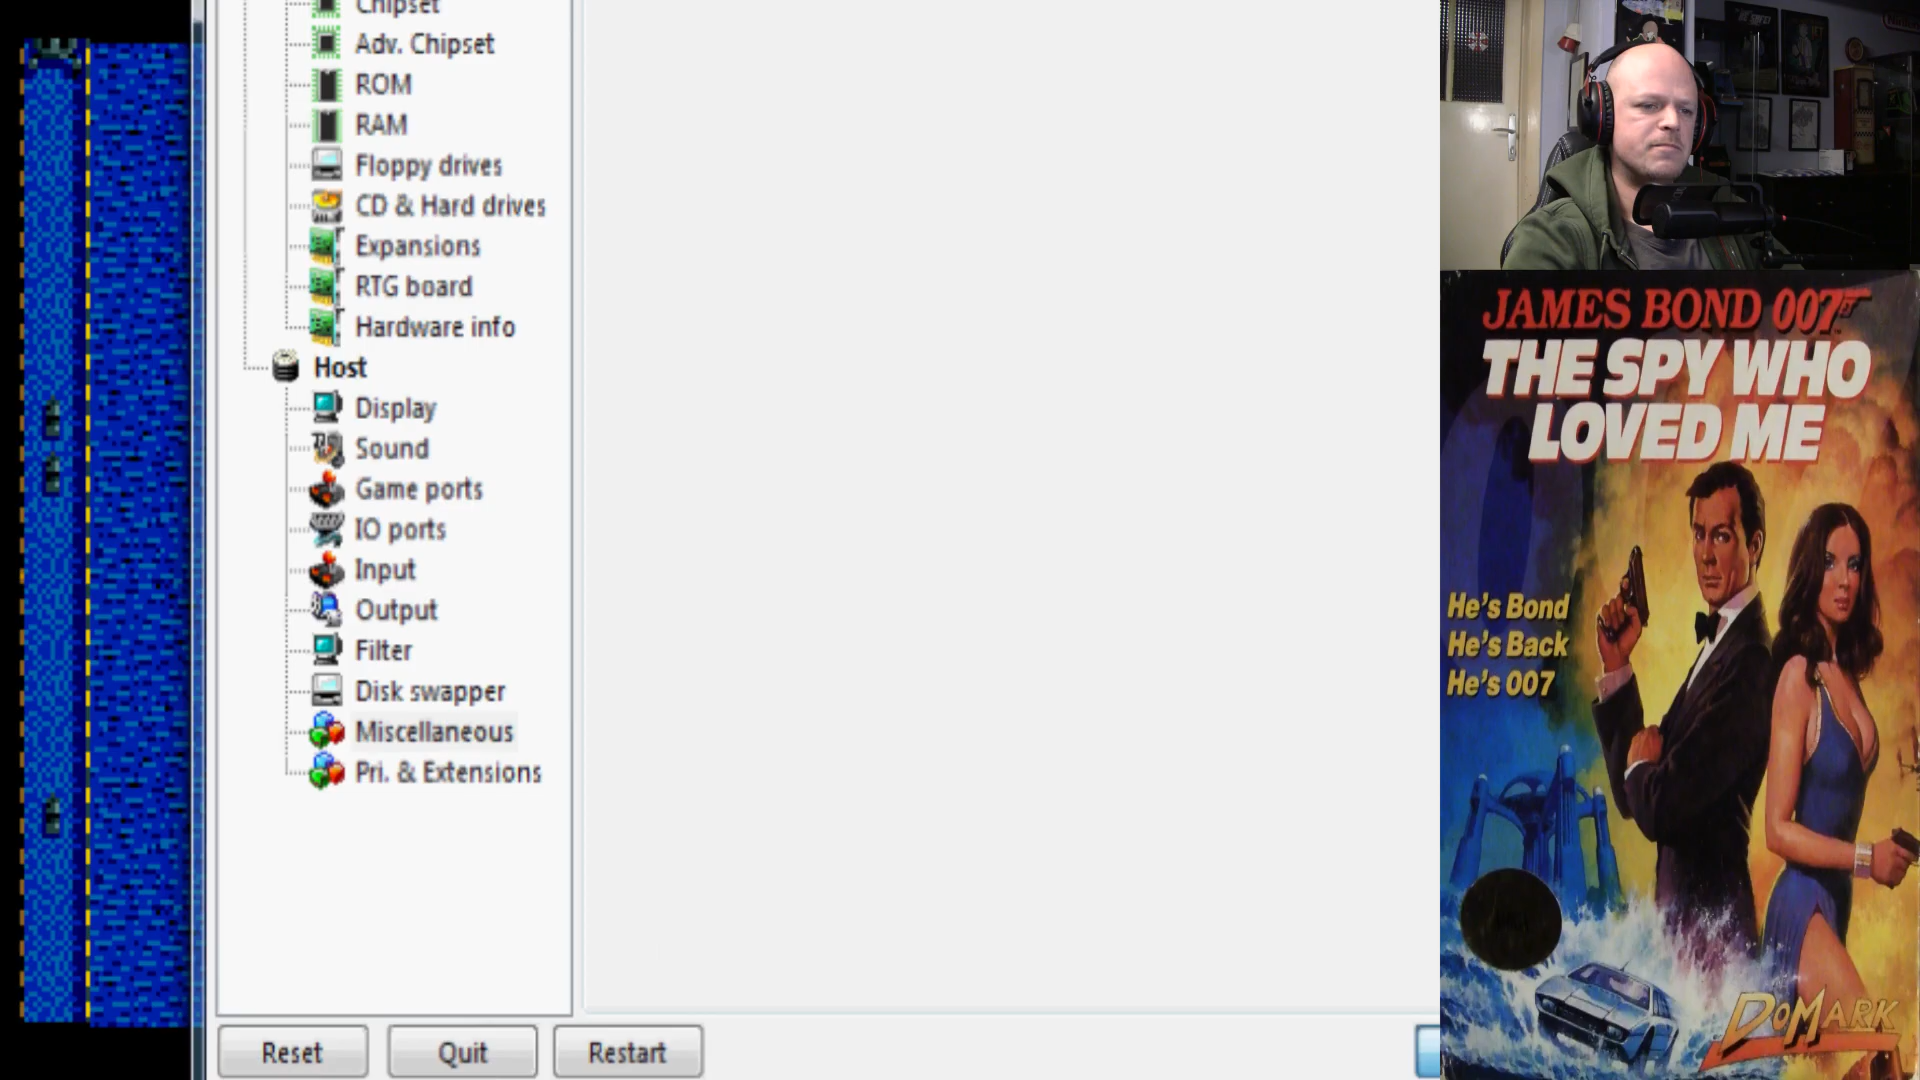 Chipset
Adv. Chipset
ROM
RAM
Floppy drives
CD & Hard drives
Expansions
RTG board
Hardware info
Host
Display
Sound
Game ports
IO ports
Input
Output
Filter
Disk swapper
Miscellaneous
Pri. & Extensions
Reset
Quit
Restart
JAMES BOND 007
THE SPY WHO
LOVED ME
He's Bond
He's Back
He's 007
DOMARK